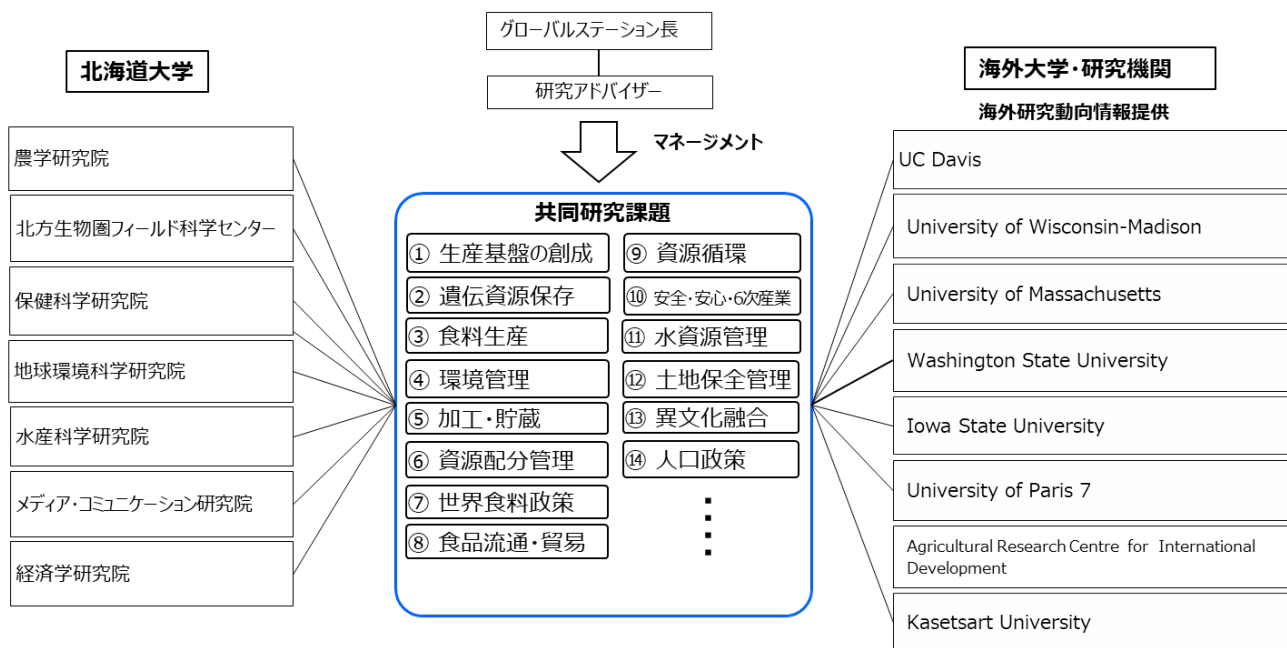 グローバルステーション長
研究アドバイザー
マネージメント
北海道大学
農学研究院
北方生物圏フィールド科学センター
保健科学研究院
地球環境科学研究院
水産科学研究院
メディア・コミュニケーション研究院
経済学研究院
共同研究課題
① 生産基盤の創成
② 遺伝資源保存
③ 食料生産
④ 環境管理
⑤ 加工・貯蔵
⑥ 資源配分管理
⑦ 世界食料政策
⑧ 食品流通・貿易
⑨ 資源循環
⑩ 安全・安心・6次産業
⑪ 水資源管理
⑫ 土地保全管理
⑬ 異文化融合
⑭ 人口政策
海外大学・研究機関
海外研究動向情報提供
UC Davis
University of Wisconsin-Madison
University of Massachusetts
Washington State University
Iowa State University
University of Paris 7
Agricultural Research Centre for International
Development
Kasetsart University